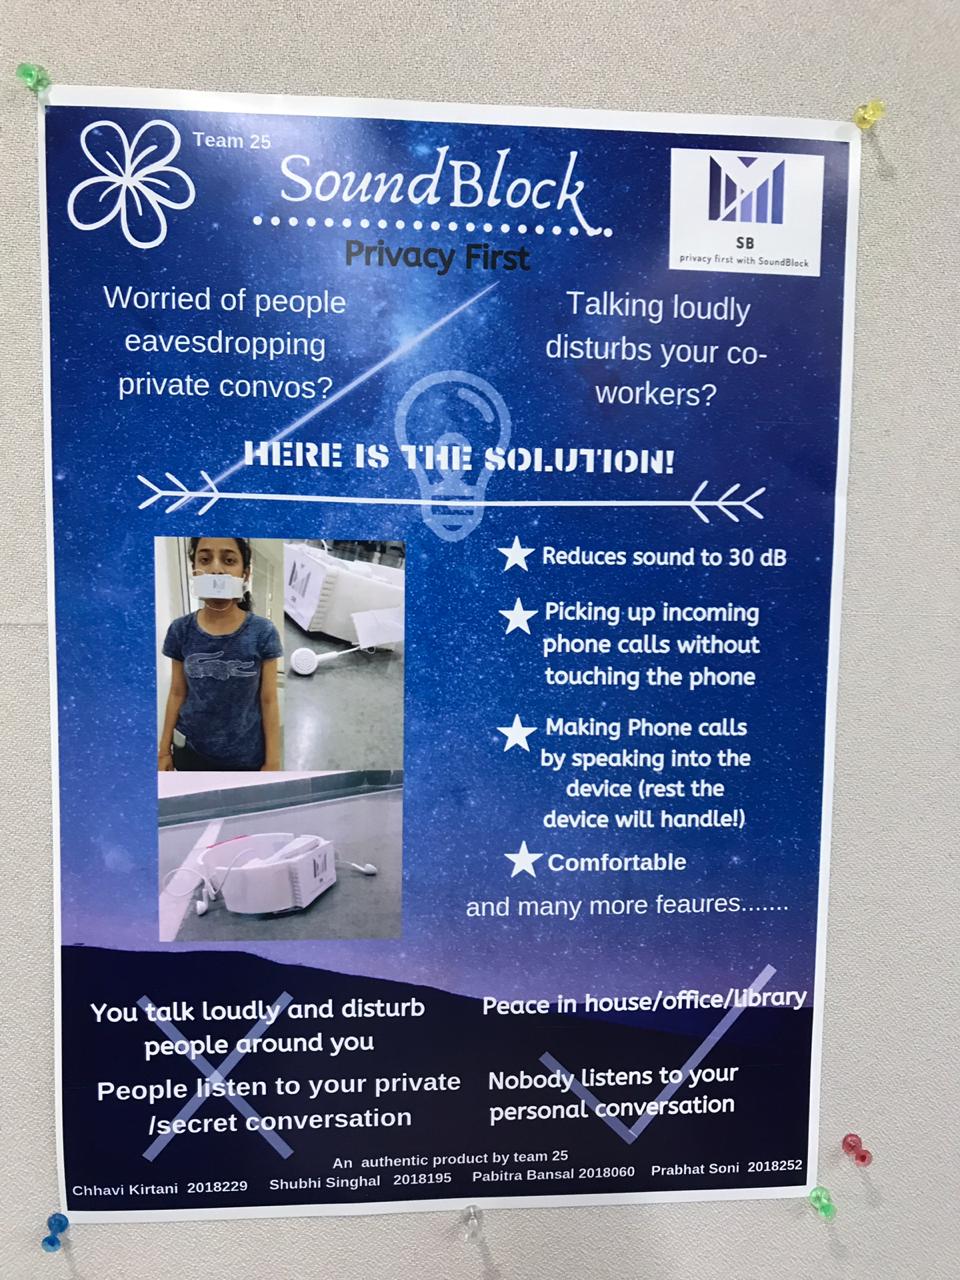 Team 25
SoundBlock
Privacy First
SB
privacy first with SoundBlock
Worried of people
eavesdropping
private convos?
Talking loudly
disturbs your co-
workers?
HERE IS THE SOLUTION!
Reduces sound to 30 dB
Picking up incoming
phone calls without
touching the phone
Making Phone calls
by speaking into the
device (rest the
device will handle!)
Comfortable
and many more feaures.......
You talk loudly and disturb
people around you
People listen to your private
/secret conversation
Peace in house/office/library
Nobody listens to your
personal conversation
An authentic product by team 25
Chhavi Kirtani 2018229 Shubhi Singhal 2018195 Pabitra Bansal 2018060 Prabhat Soni 2018252